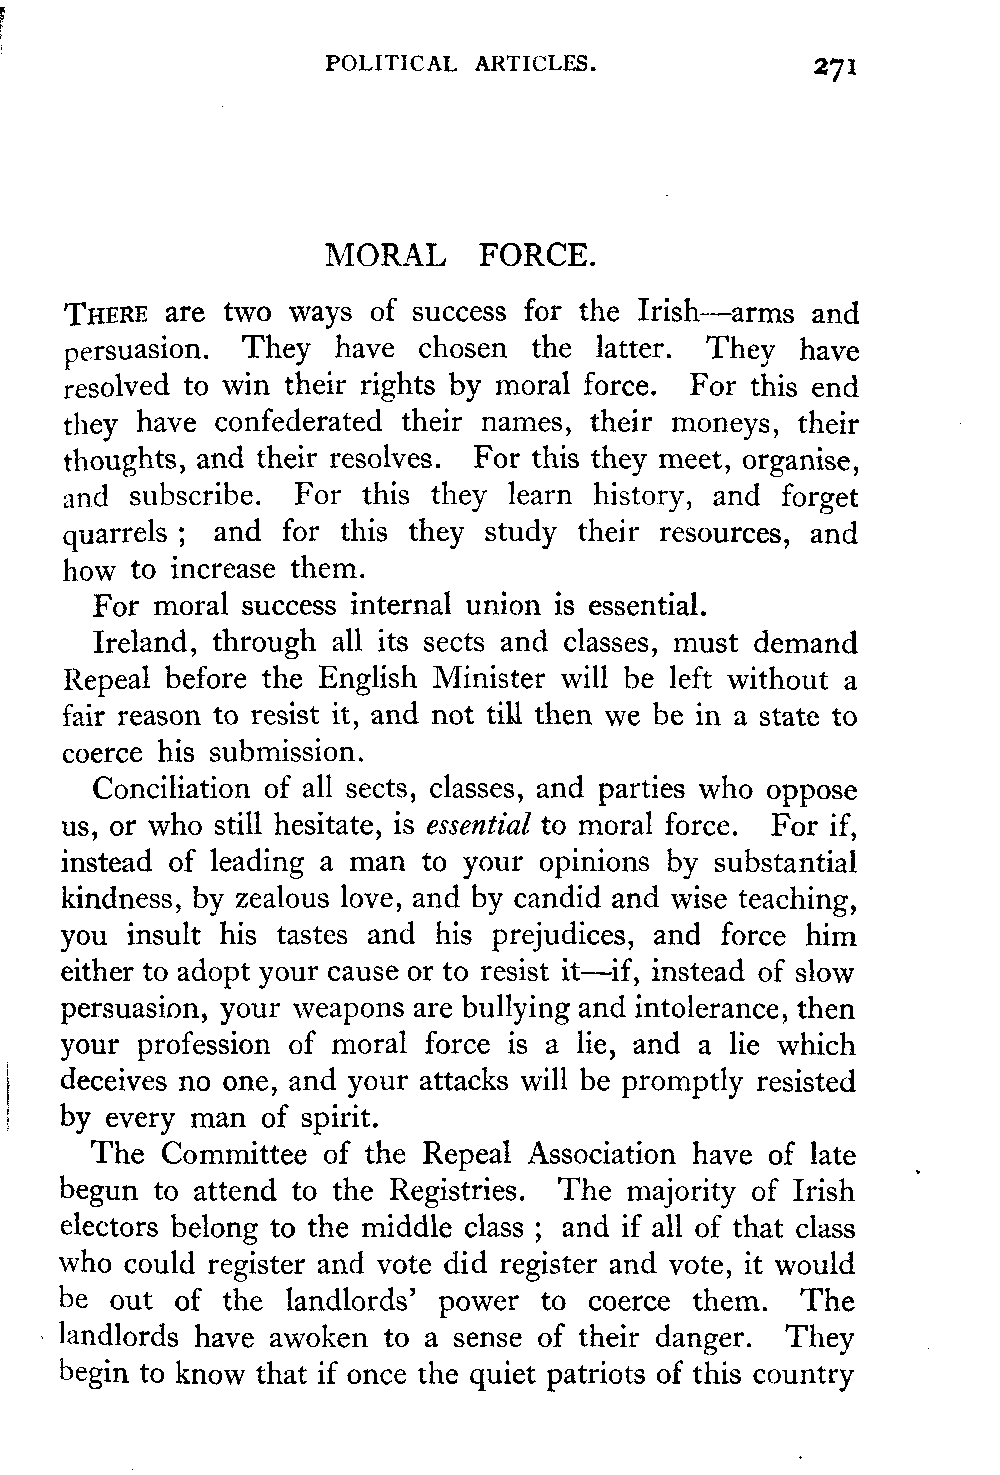 POLITICAL ARTICLES. 271
MORAL FORCE.
THERE are two ways of success for the Irish—arms and
persuasion. They have chosen the latter. They have
resolved to win their rights by moral force. For this end
they have confederated their names, their moneys, their
thoughts, and their resolves. For this they meet, organise,
and subscribe. For this they learn history, and forget
quarrels ; and for this they study their resources, and
how to increase them.
For moral success internal union is essential.
Ireland, through all its sects and classes, must demand
Repeal before the English Minister will be left without a
fair reason to resist it, and not till then we be in a state to
coerce his submission.
Conciliation of all sects, classes, and parties who oppose
us, or who still hesitate, is essential to moral force. For if,
instead of leading a man to your opinions by substantial
kindness, by zealous love, and by candid and wise teaching,
you insult his tastes and his prejudices, and force him
either to adopt your cause or to resist it—if, instead of slow
persuasion, your weapons are bullying and intolerance, then
your profession of moral force is a lie, and a lie which
deceives no one, and your attacks will be promptly resisted
by every man of spirit.
The Committee of the Repeal Association have of late
begun to attend to the Registries. The majority of Irish
electors belong to the middle class ; and if all of that class
who could register and vote did register and vote, it would
be out of the landlords’ power to coerce them. The
landlords have awoken to a sense of their danger. They
begin to know that if once the quiet patriots of this country